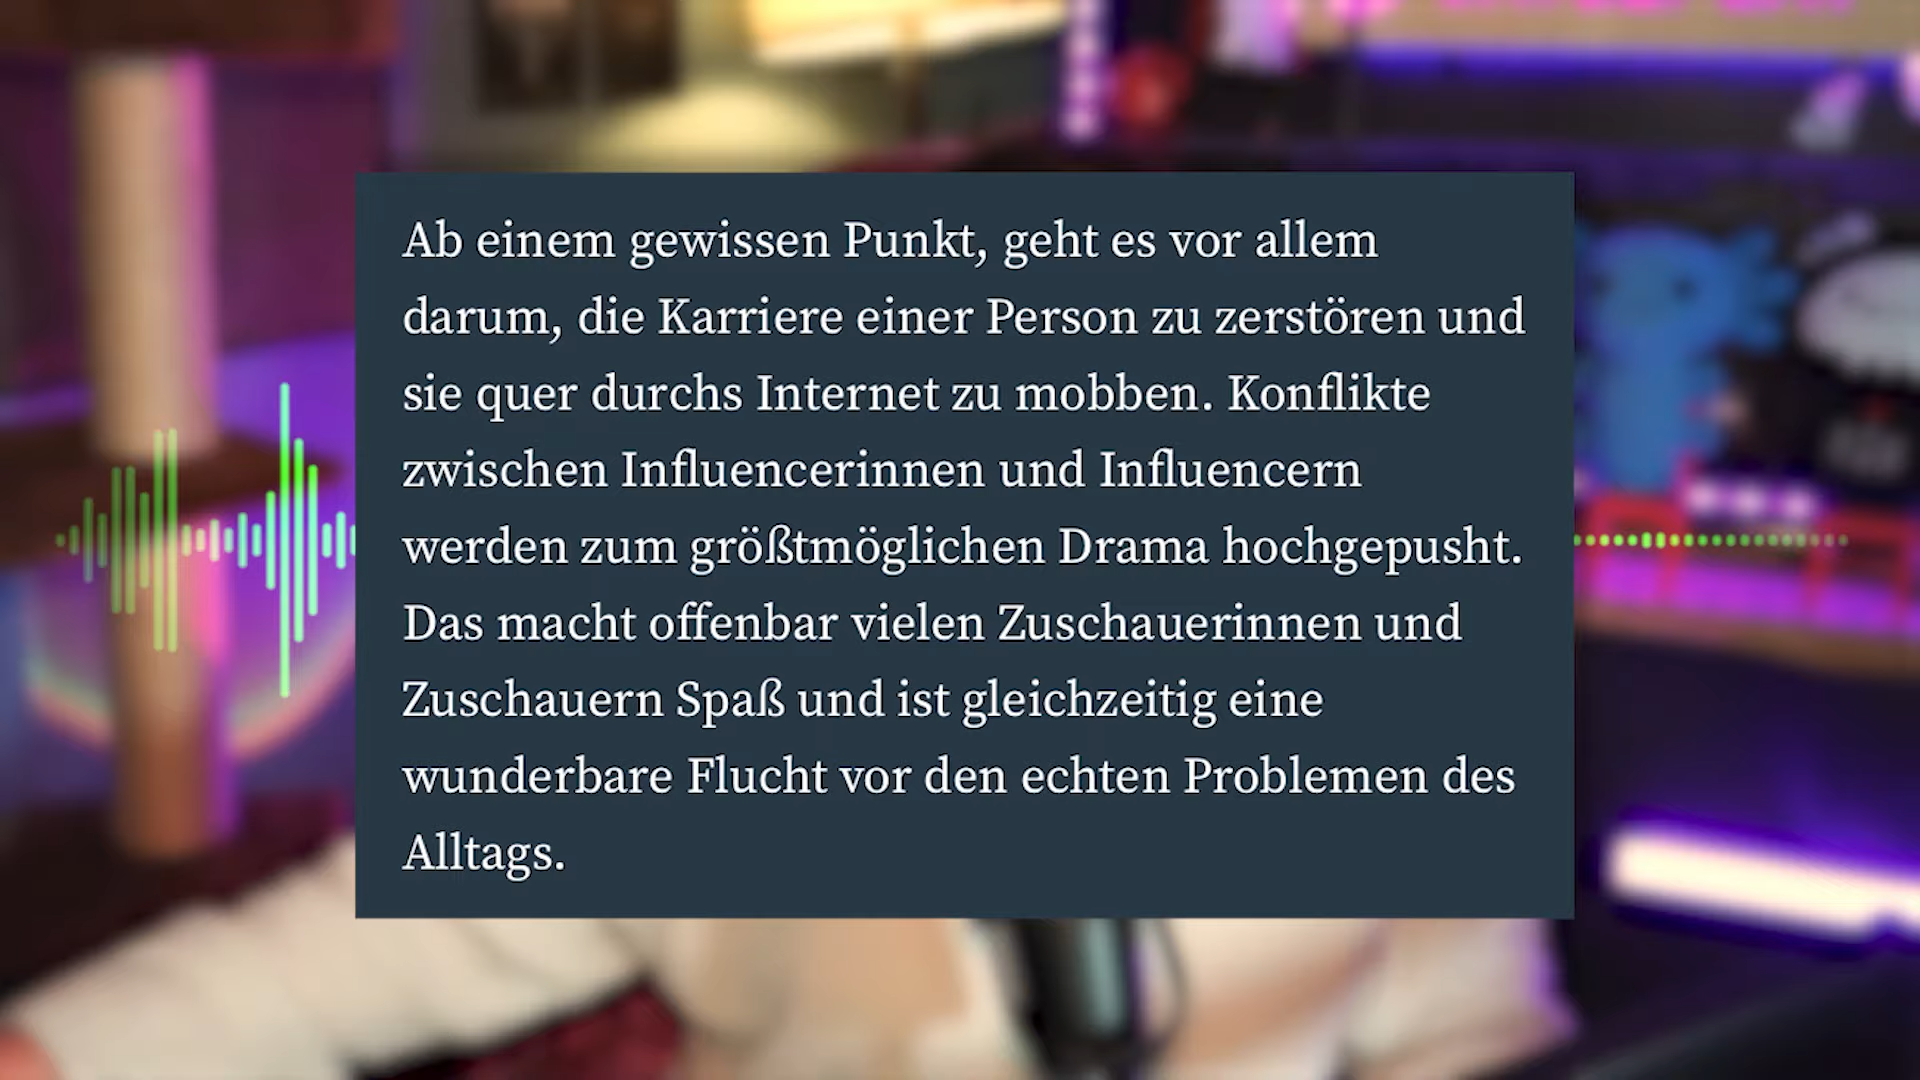 Ab einem gewissen Punkt, geht es vor allem
darum, die Karriere einer Person zu zerstören und
sie quer durchs Internet zu mobben. Konflikte
zwischen Influencerinnen und Influencern
werden zum größtmöglichen Drama hochgepusht.
Das macht offenbar vielen Zuschauerinnen und
Zuschauern Spaß und ist gleichzeitig eine
wunderbare Flucht vor den echten Problemen des
Alltags.